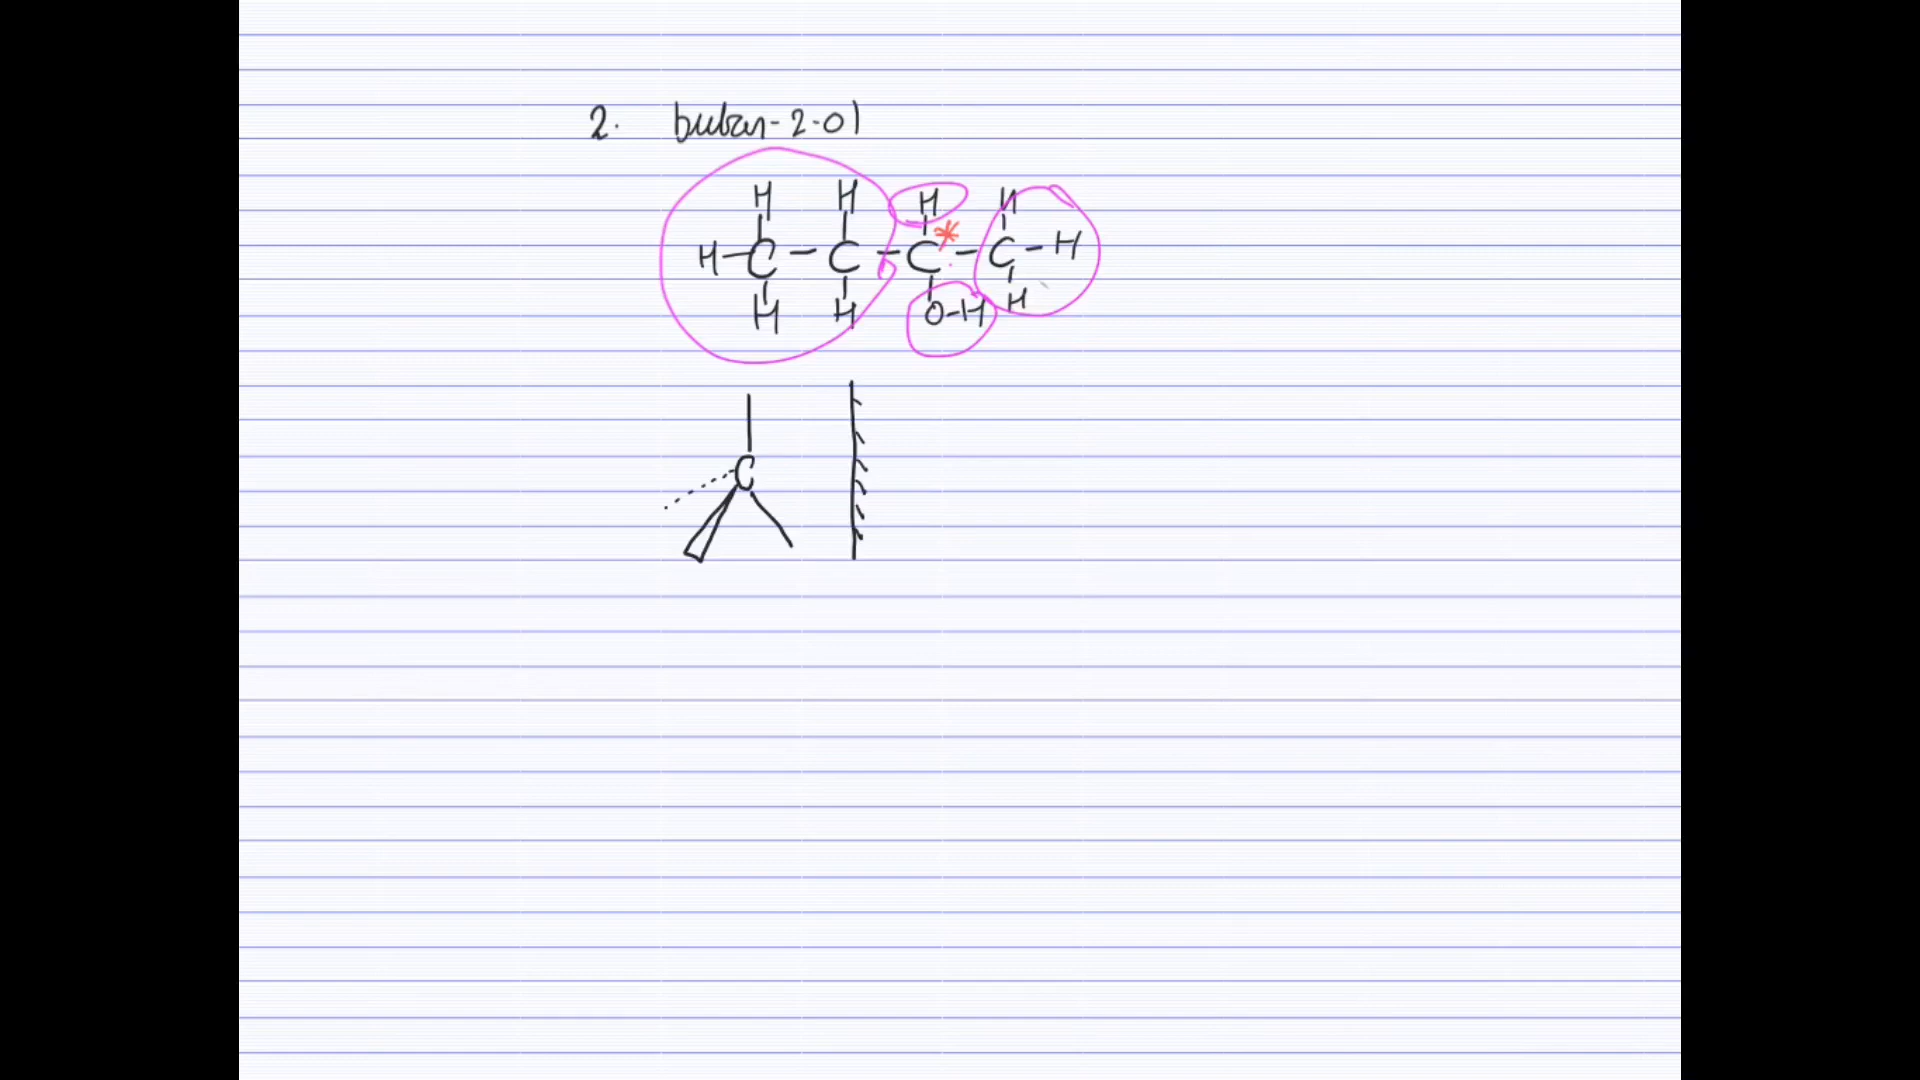 2. butan-2-ol
H H H H
H-C-C-C*-C-H
H H O-H H
C